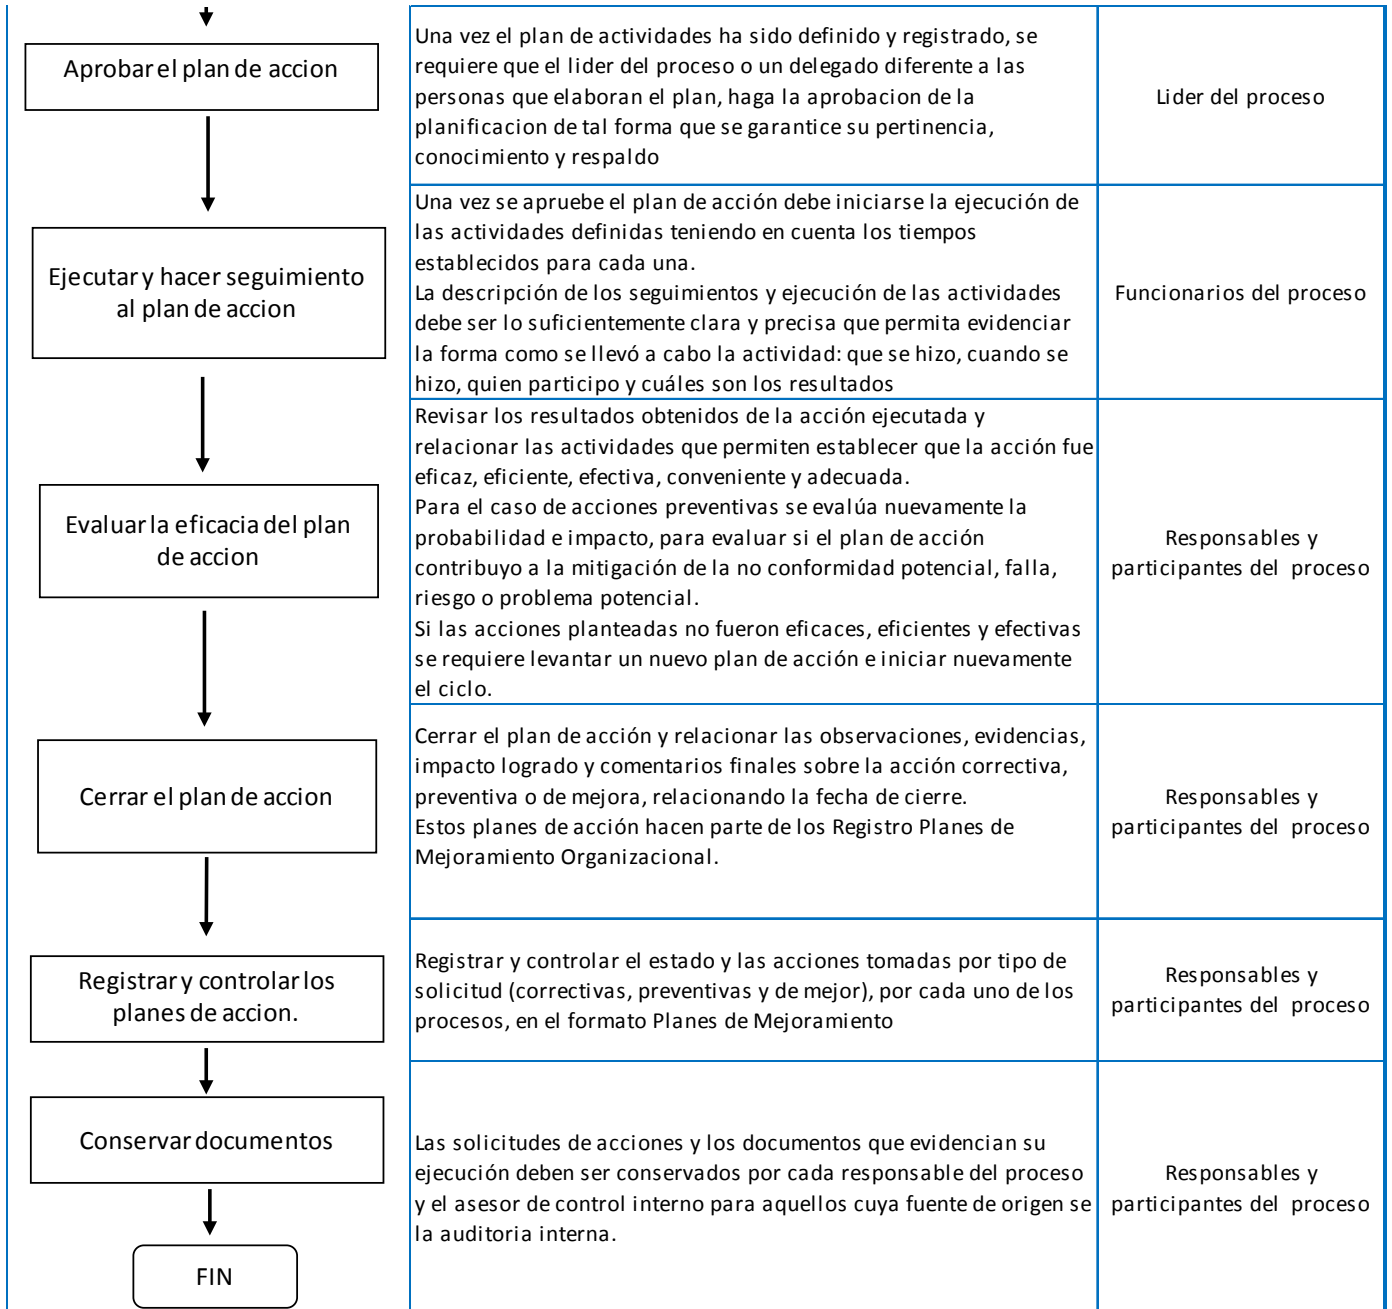 Aprobar el plan de accion
Una vez el plan de actividades ha sido definido y registrado, se
requiere que el lider del proceso o un delegado diferente a las
personas que elaboran el plan, haga la aprobacion de la
planificacion de tal forma que se garantice su pertinencia,
conocimiento y respaldo
Lider del proceso
Ejecutar y hacer seguimiento
al plan de accion
Una vez se apruebe el plan de acción debe iniciarse la ejecución de
las actividades definidas teniendo en cuenta los tiempos
establecidos para cada una.
La descripción de los seguimientos y ejecución de las actividades
debe ser lo suficientemente clara y precisa que permita evidenciar
la forma como se llevó a cabo la actividad: que se hizo, cuando se
hizo, quien participo y cuáles son los resultados
Funcionarios del proceso
Evaluar la eficacia del plan
de accion
Revisar los resultados obtenidos de la acción ejecutada y
relacionar las actividades que permiten establecer que la acción fue
eficaz, eficiente, efectiva, conveniente y adecuada.
Para el caso de acciones preventivas se evalúa nuevamente la
probabilidad e impacto, para evaluar si el plan de acción
contribuyo a la mitigación de la no conformidad potencial, falla,
riesgo o problema potencial.
Si las acciones planteadas no fueron eficaces, eficientes y efectivas
se requiere levantar un nuevo plan de acción e iniciar nuevamente
el ciclo.
Responsables y
participantes del proceso
Cerrar el plan de accion
Cerrar el plan de acción y relacionar las observaciones, evidencias,
impacto logrado y comentarios finales sobre la acción correctiva,
preventiva o de mejora, relacionando la fecha de cierre.
Estos planes de acción hacen parte de los Registro Planes de
Mejoramiento Organizacional.
Responsables y
participantes del proceso
Registrar y controlar los
planes de accion.
Registrar y controlar el estado y las acciones tomadas por tipo de
solicitud (correctivas, preventivas y de mejor), por cada uno de los
procesos, en el formato Planes de Mejoramiento
Responsables y
participantes del proceso
Conservar documentos
Las solicitudes de acciones y los documentos que evidencian su
ejecución deben ser conservados por cada responsable del proceso
y el asesor de control interno para aquellos cuya fuente de origen se
la auditoria interna.
Responsables y
participantes del proceso
FIN